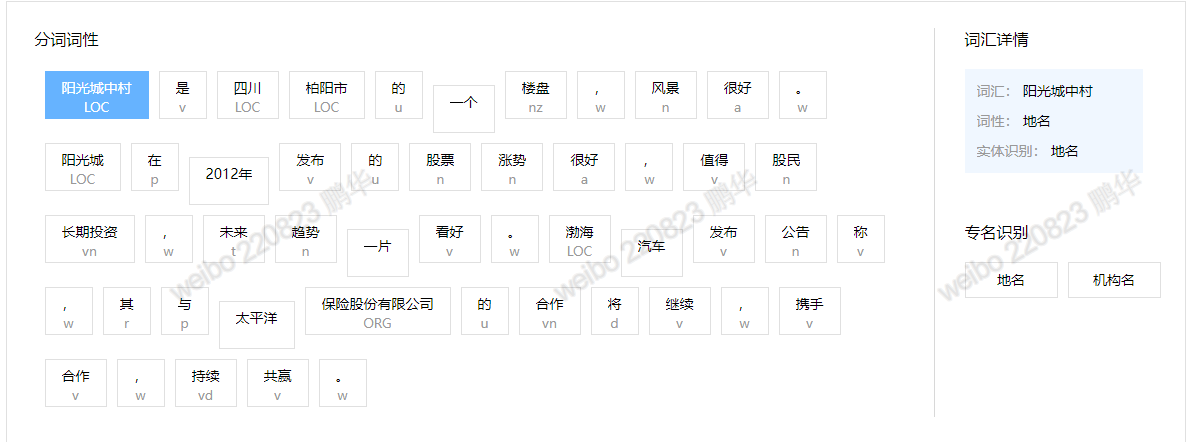 分词词性
阳光城中村 是 四川 柏阳市 的 一个 楼盘 , 风景 很好 。
LOC v LOC LOC u nz w n a w
阳光城 在 2012年 发布 的 股票 涨势 很好 , 值得 股民
LOC p v u n n a w v n
长期投资 , 未来 趋势 一片 看好 。 渤海 汽车 发布 公告 称
vn w t n v w LOC v n v
, 其 与 太平洋 保险股份有限公司 的 合作 将 继续 , 携手
w r p ORG u vn d v w v
合作 , 持续 共赢 。
v w vd v w
词汇详情
词汇: 阳光城中村
词性: 地名
实体识别: 地名
专名识别
地名 机构名
weibo 220823 鹏华
weibo 220823 鹏华
weibo 220823 鹏华